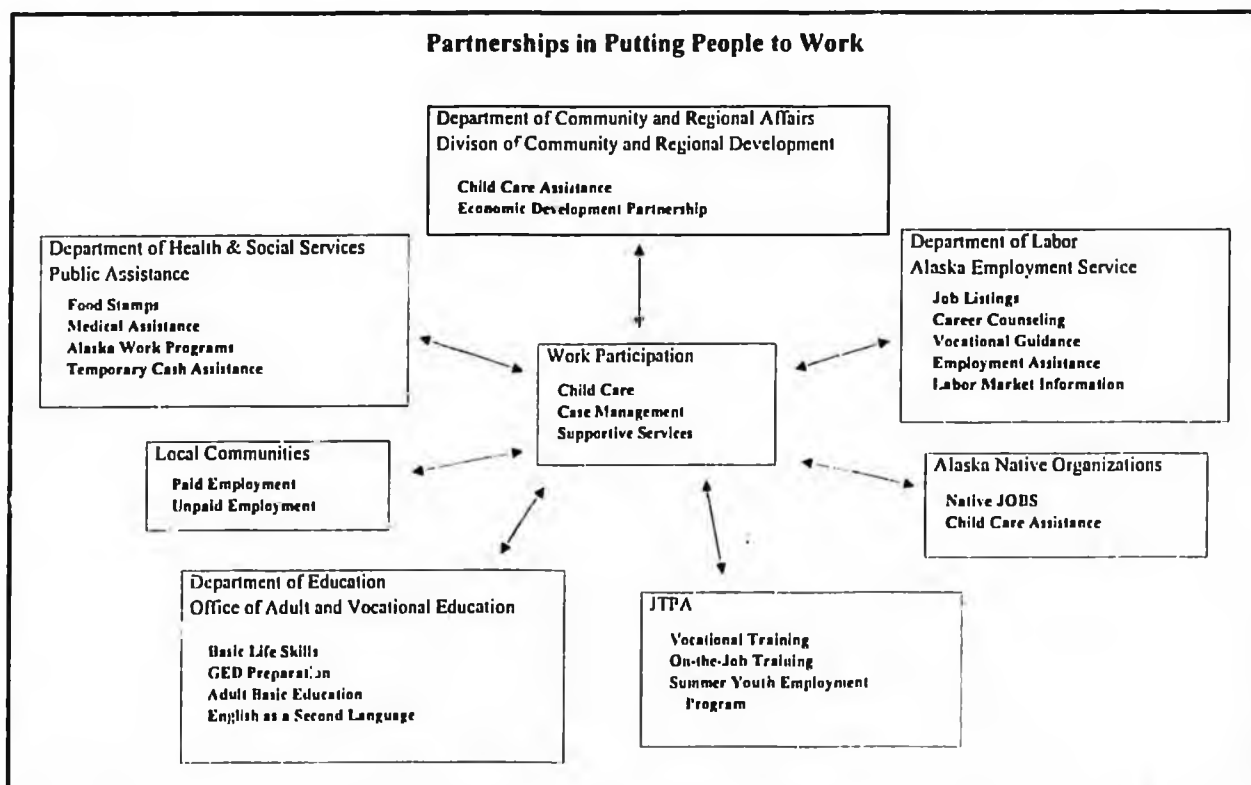 Partnerships in Putting People to Work
Department of Community and Regional Affairs
Divison of Community and Regional Development
Child Care Assistance
Economic Development Partnership
Department of Health & Social Services
Public Assistance
Food Stamps
Medical Assistance
Alaska Work Programs
Temporary Cash Assistance
Department of Labor
Alaska Employment Service
Job Listings
Career Counseling
Vocational Guidance
Employment Assistance
Labor Market Information
Work Participation
Child Care
Case Management
Supportive Services
Local Communities
Paid Employment
Unpaid Employment
Alaska Native Organizations
Native JOBS
Child Care Assistance
Department of Education
Office of Adult and Vocational Education
Basic Life Skills
GED Preparation
Adult Basic Education
English as a Second Language
JTPA
Vocational Training
On-the-Job Training
Summer Youth Employment
Program